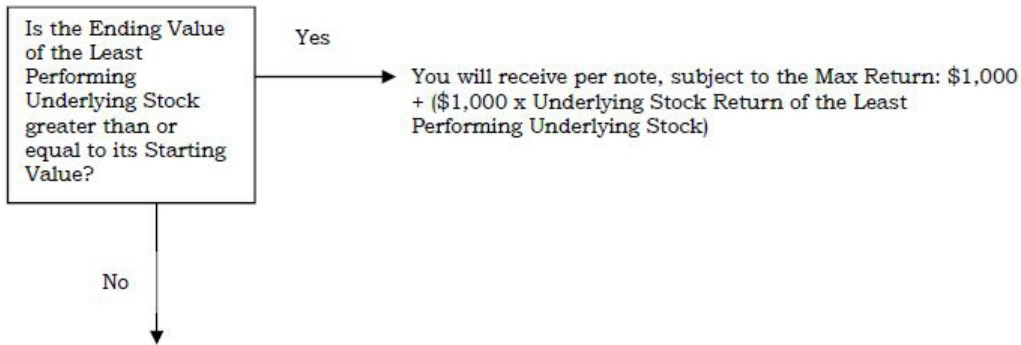 Is the Ending Value
of the Least
Performing
Underlying Stock
greater than or
equal to its Starting
Value?
Yes
You will receive per note, subject to the Max Return: $1,000
+ ($1,000 x Underlying Stock Return of the Least
Performing Underlying Stock)
No